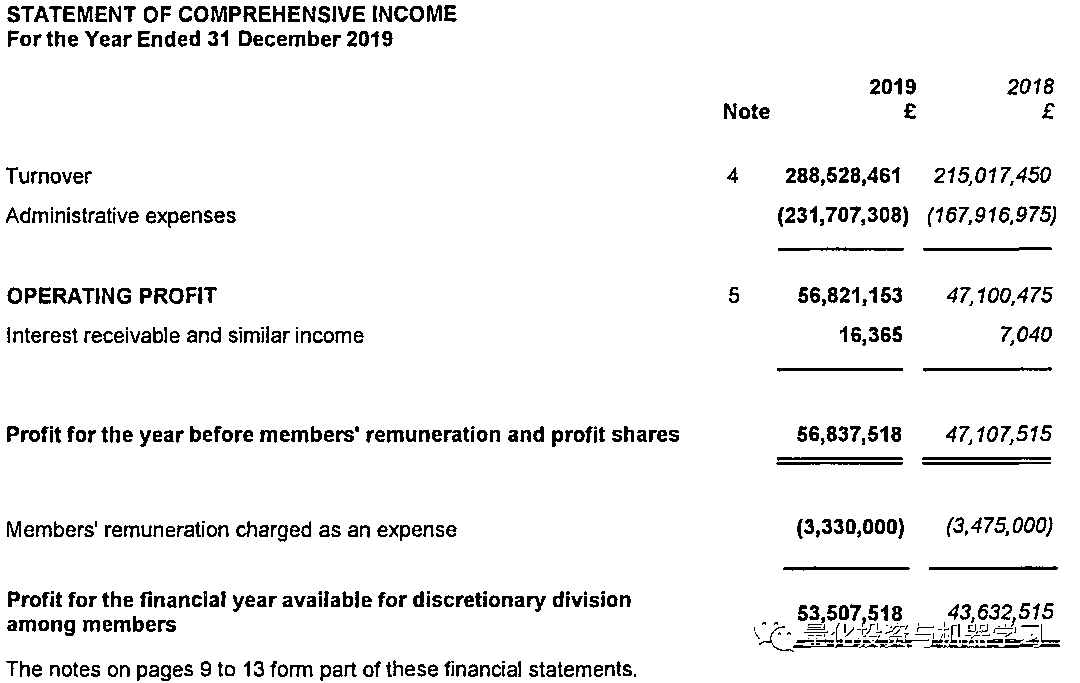 STATEMENT OF COMPREHENSIVE INCOME
For the Year Ended 31 December 2019
2019 2018
Note £ £
Turnover 4 288,528,461 215,017,450
Administrative expenses (231,707,308) (167,916,975)
OPERATING PROFIT 5 56,821,153 47,100,475
Interest receivable and similar income 16,365 7,040
Profit for the year before members' remuneration and profit shares 56,837,518 47,107,515
Members' remuneration charged as an expense (3,330,000) (3,475,000)
Profit for the financial year available for discretionary division
among members 53,507,518 43,632,515
量化投资与机器学习
The notes on pages 9 to 13 form part of these financial statements.